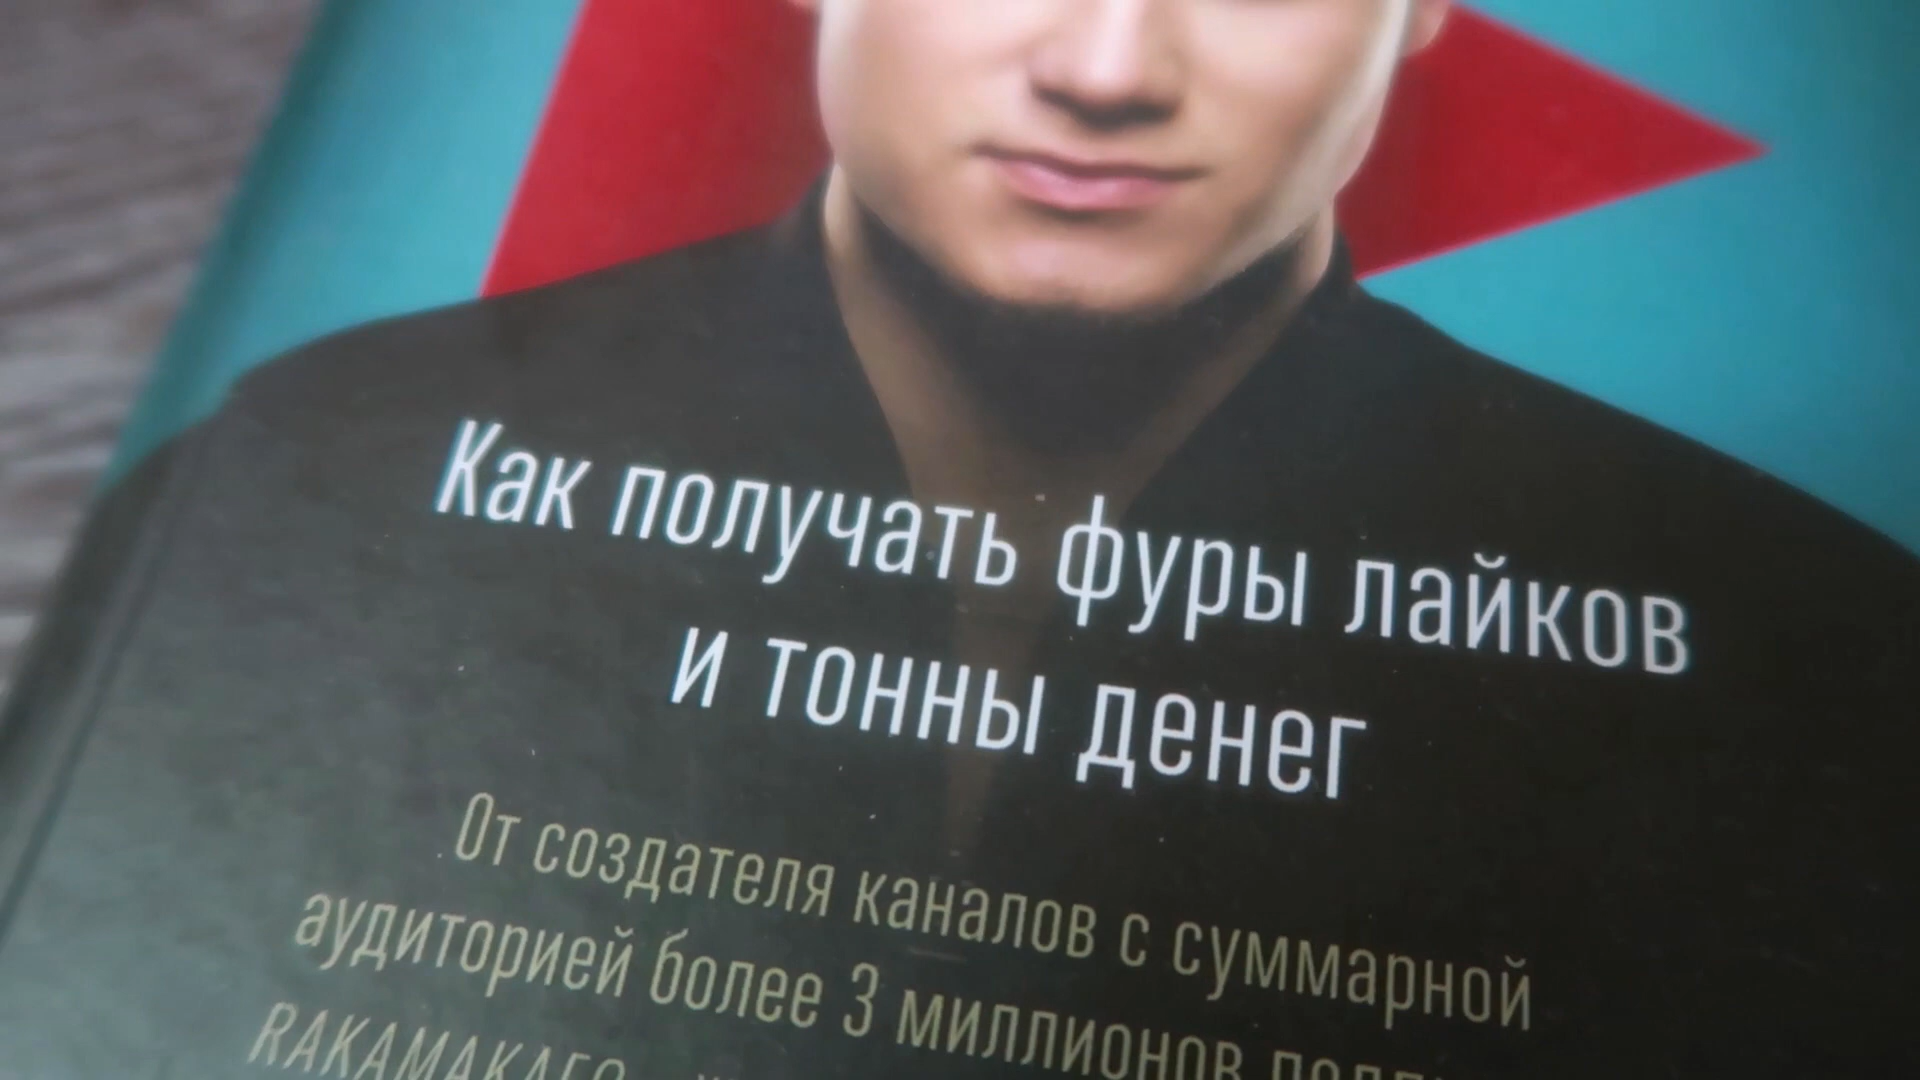 Как получать фуры лайков
и тонны денег
От создателя каналов с суммарной
аудиторией более 3 миллионов